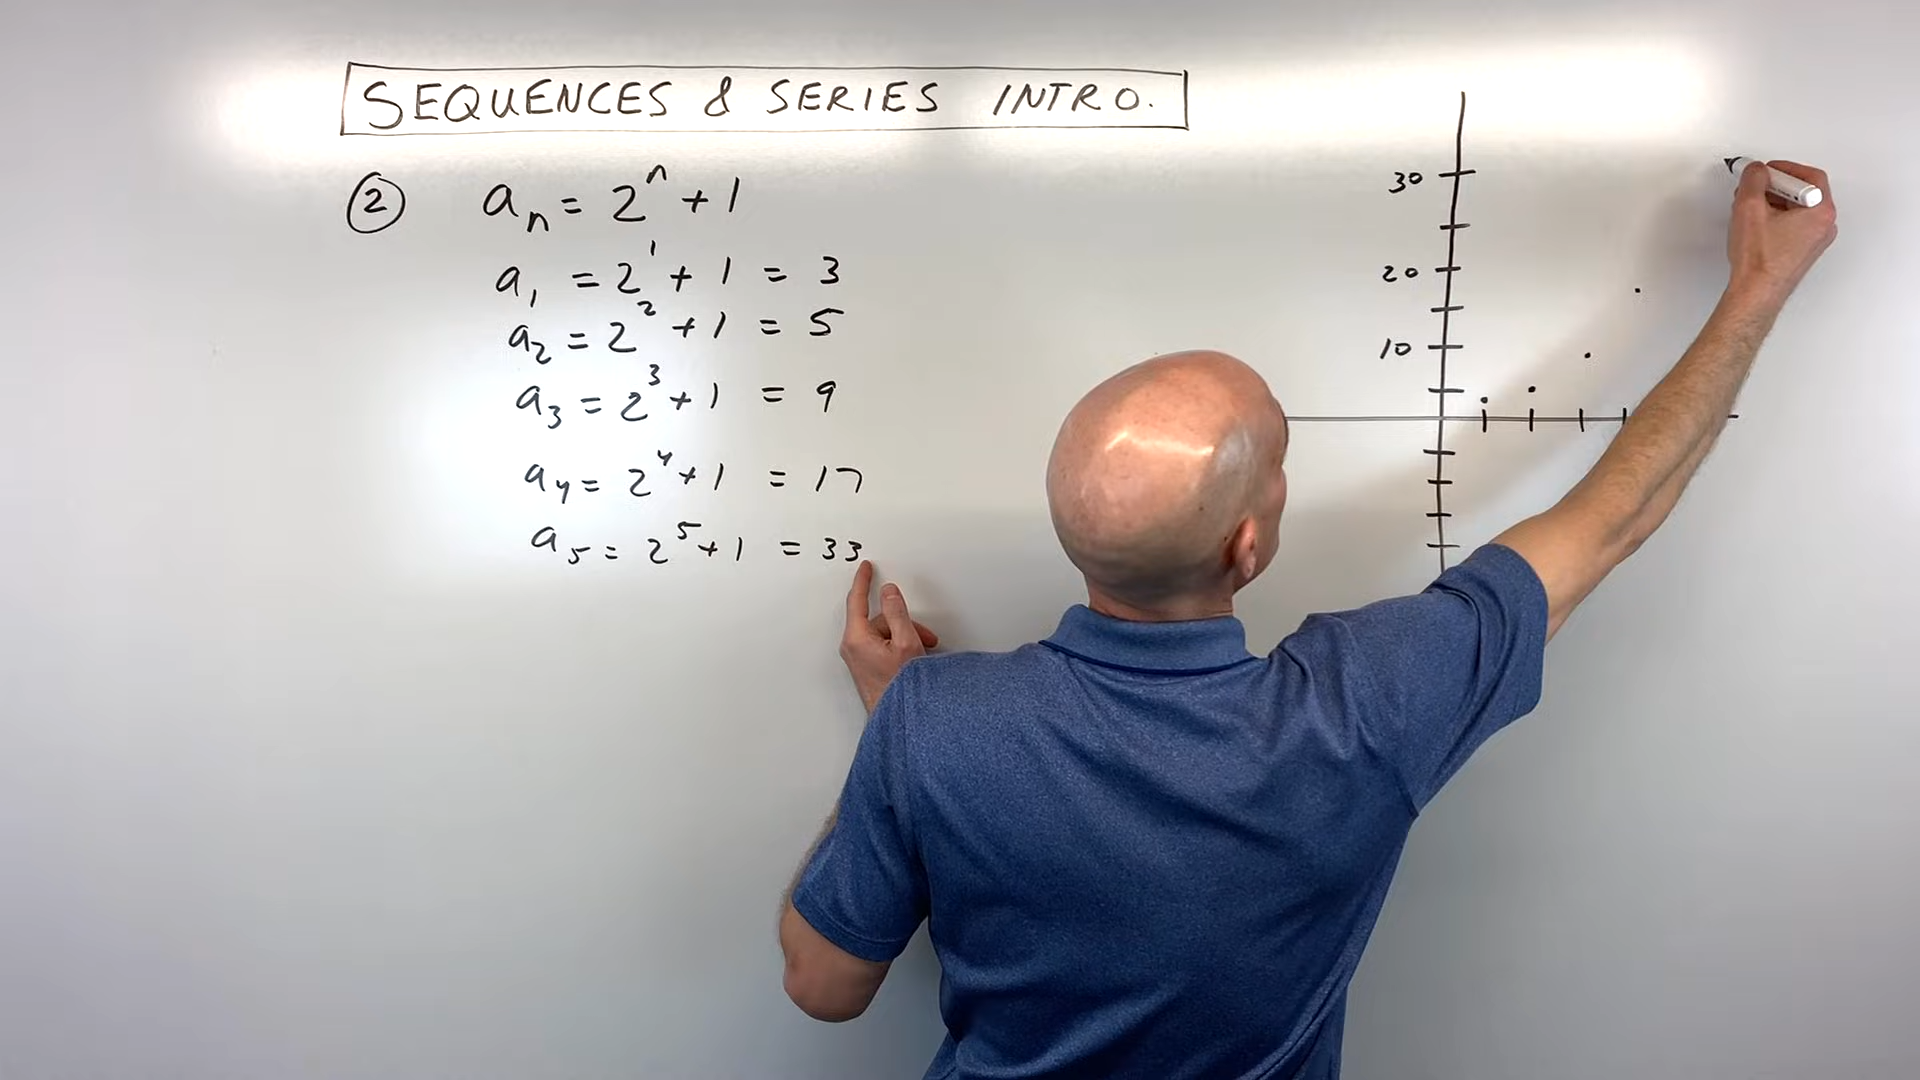 SEQUENCES & SERIES INTRO.
② aₙ = 2ⁿ + 1
a₁ = 2¹ + 1 = 3
a₂ = 2² + 1 = 5
a₃ = 2³ + 1 = 9
a₄ = 2⁴ + 1 = 17
a₅ = 2⁵ + 1 = 33
30
20
10